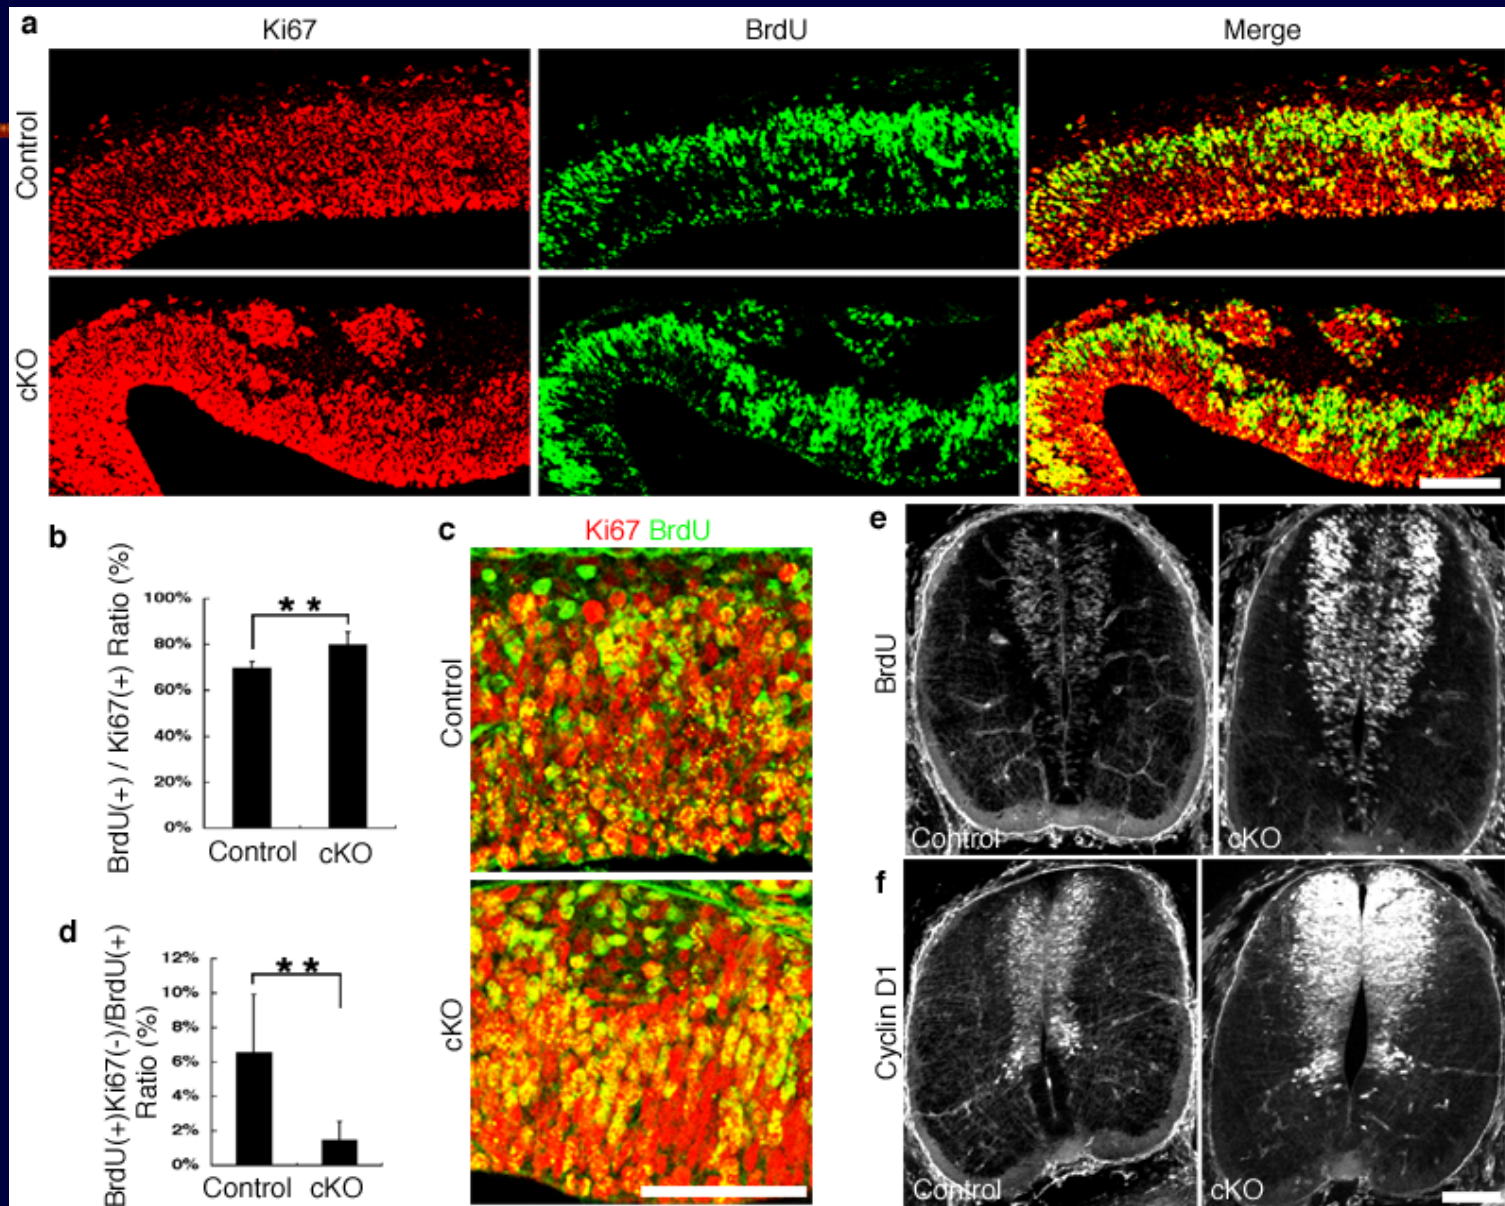 a
Ki67
BrdU
Merge
Control
cKO
b
BrdU(+) / Ki67(+) Ratio (%)
100%
80%
60%
40%
20%
0%
* *
Control
cKO
c
Ki67 BrdU
Control
cKO
d
BrdU(+)Ki67(-)/BrdU(+)
Ratio (%)
12%
10%
8%
6%
4%
2%
0%
* *
Control
cKO
e
BrdU
Control
cKO
f
Cyclin D1
Control
cKO